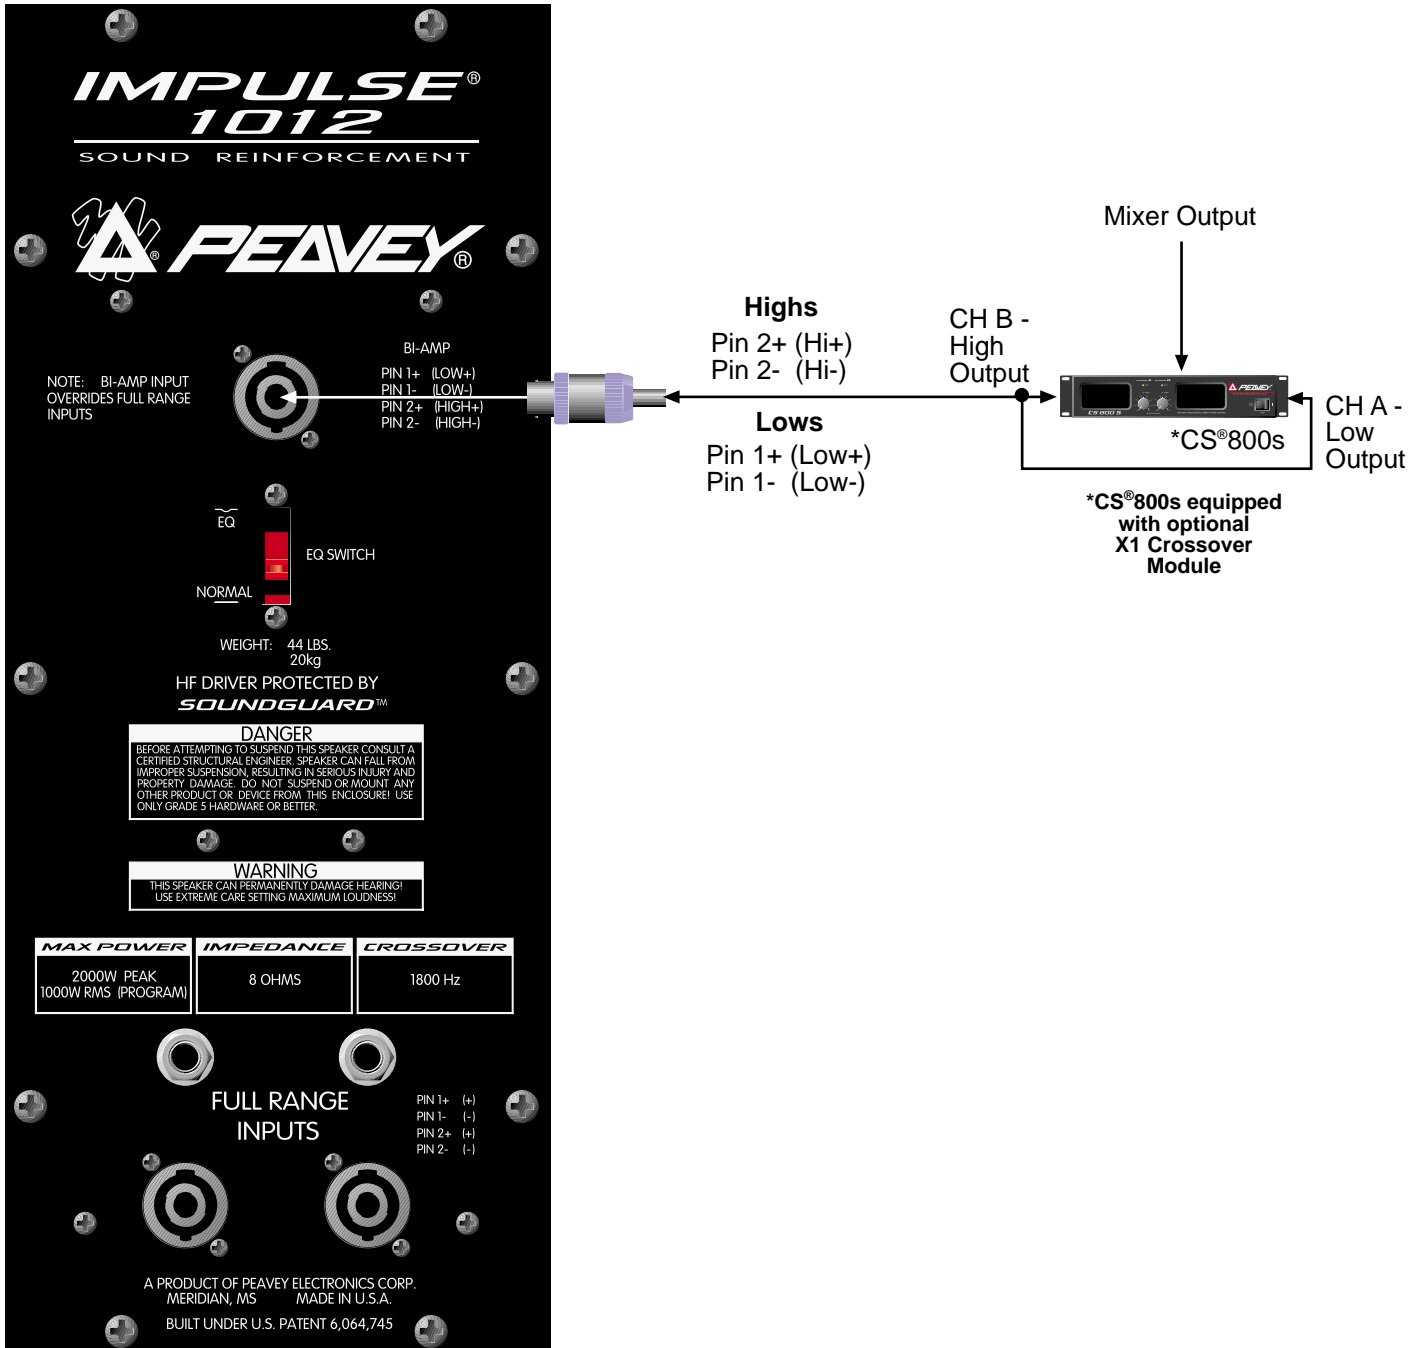 IMPULSE®
1012
SOUND REINFORCEMENT
® PEAVEY®
BI-AMP
NOTE: BI-AMP INPUT
OVERRIDES FULL RANGE
INPUTS
PIN 1+ (LOW+)
PIN 1- (LOW-)
PIN 2+ (HIGH+)
PIN 2- (HIGH-)
EQ
EQ SWITCH
NORMAL
WEIGHT: 44 LBS.
20kg
HF DRIVER PROTECTED BY
SOUNDGUARD™
DANGER
BEFORE ATTEMPTING TO SUSPEND THIS SPEAKER CONSULT A
CERTIFIED STRUCTURAL ENGINEER. SPEAKER CAN FALL FROM
IMPROPER SUSPENSION, RESULTING IN SERIOUS INJURY AND
PROPERTY DAMAGE. DO NOT SUSPEND OR MOUNT ANY
OTHER PRODUCT OR DEVICE FROM THIS ENCLOSURE! USE
ONLY GRADE 5 HARDWARE OR BETTER.
WARNING
THIS SPEAKER CAN PERMANENTLY DAMAGE HEARING!
USE EXTREME CARE SETTING MAXIMUM LOUDNESS!
MAX POWER
2000W PEAK
1000W RMS (PROGRAM)
IMPEDANCE
8 OHMS
CROSSOVER
1800 Hz
FULL RANGE
INPUTS
PIN 1+ (+)
PIN 1- (-)
PIN 2+ (+)
PIN 2- (-)
A PRODUCT OF PEAVEY ELECTRONICS CORP.
MERIDIAN, MS MADE IN U.S.A.
BUILT UNDER U.S. PATENT 6,064,745
Highs
Pin 2+ (Hi+)
Pin 2- (Hi-)
Lows
Pin 1+ (Low+)
Pin 1- (Low-)
Mixer Output
CH B -
High
Output
PEAVEY
CS 800 S
*CS®800s
CH A -
Low
Output
*CS®800s equipped
with optional
X1 Crossover
Module